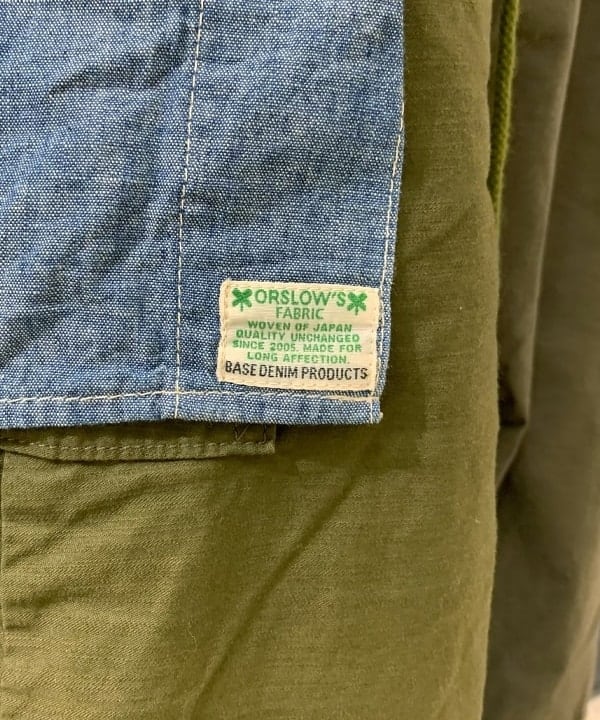 ORSLOW'S
FABRIC
WOVEN OF JAPAN
QUALITY UNCHANGED
SINCE 2005. MADE FOR
LONG AFFECTION.
BASE DENIM PRODUCTS